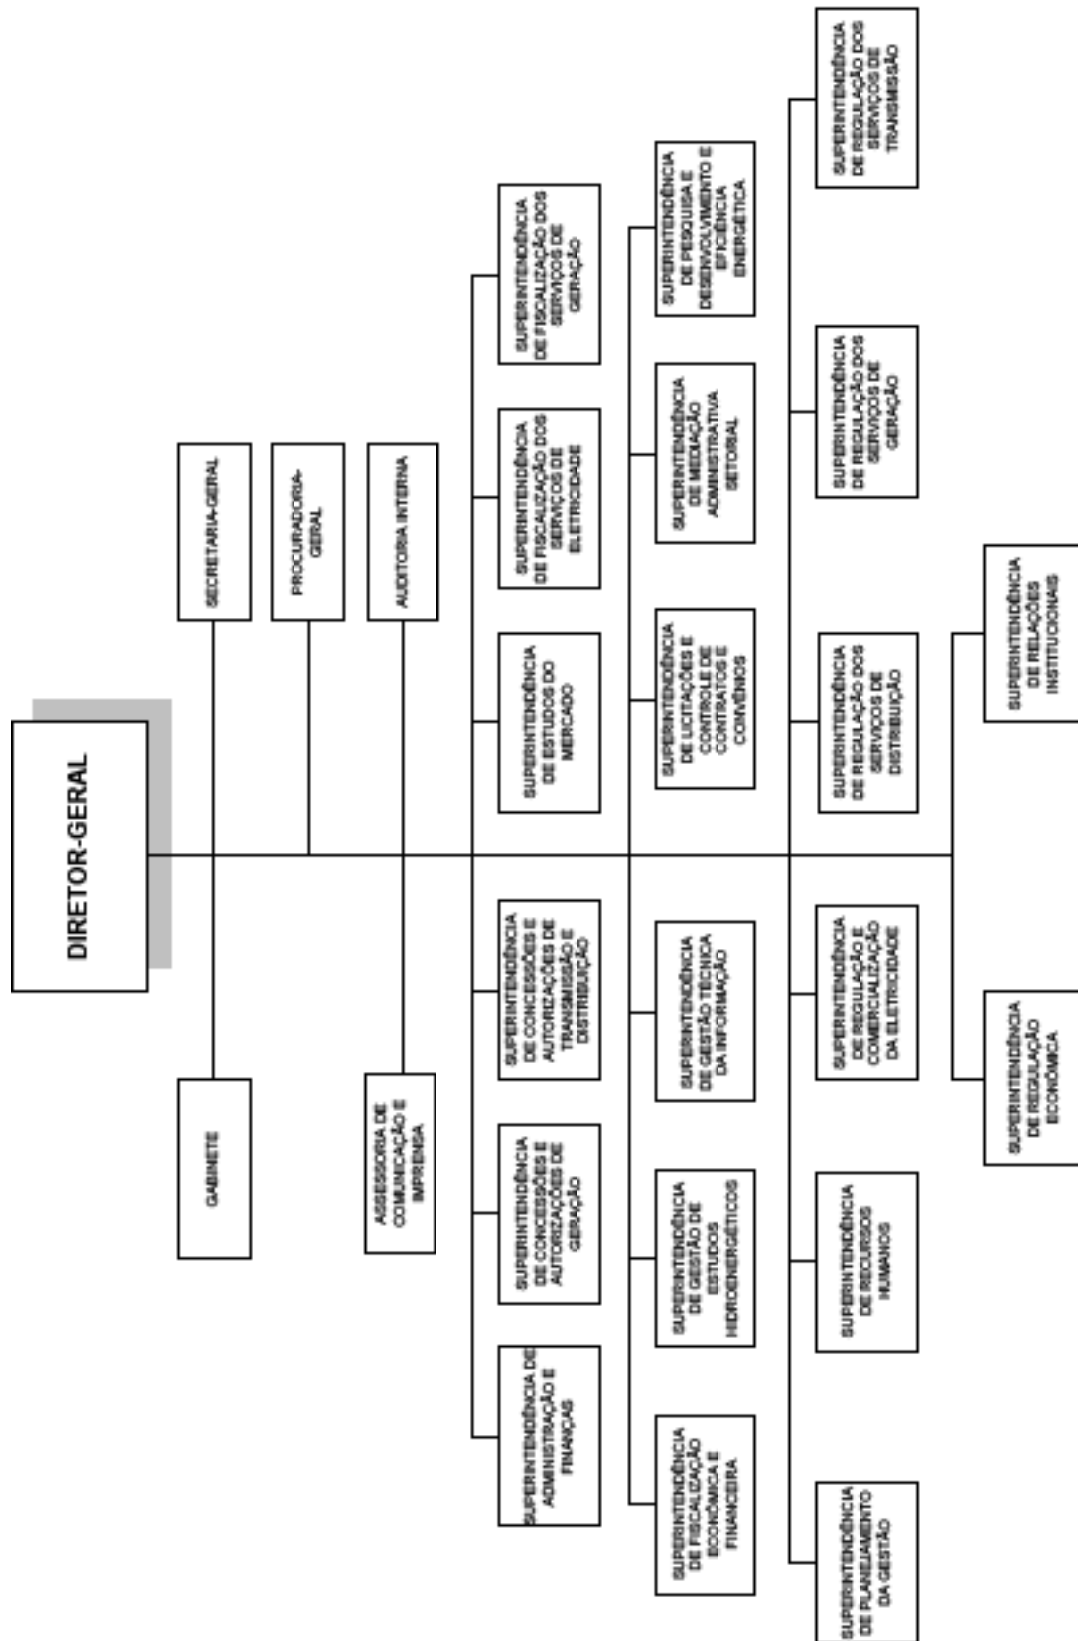 DIRETOR-GERAL
GABINETE
SECRETARIA-GERAL
PROCURADORIA-
GERAL
ASSESSORIA DE
COMUNICAÇÃO E
IMPRENSA
AUDITORIA INTERNA
SUPERINTENDÊNCIA DE
ADMINISTRAÇÃO E
FINANÇAS
SUPERINTENDÊNCIA
DE CONCESSÕES E
AUTORIZAÇÕES DE
GERAÇÃO
SUPERINTENDÊNCIA
DE CONCESSÕES E
AUTORIZAÇÕES DE
TRANSMISSÃO E
DISTRIBUIÇÃO
SUPERINTENDÊNCIA
DE ESTUDOS DO
MERCADO
SUPERINTENDÊNCIA
DE FISCALIZAÇÃO DOS
SERVIÇOS DE
ELETRICIDADE
SUPERINTENDÊNCIA
DE FISCALIZAÇÃO DOS
SERVIÇOS DE
GERAÇÃO
SUPERINTENDÊNCIA
DE FISCALIZAÇÃO
ECONÔMICA E
FINANCEIRA
SUPERINTENDÊNCIA
DE GESTÃO DE
ESTUDOS
HIDROENERGÉTICOS
SUPERINTENDÊNCIA
DE GESTÃO TÉCNICA
DA INFORMAÇÃO
SUPERINTENDÊNCIA
DE LICITAÇÕES E
CONTROLE DE
CONTRATOS E
CONVÊNIOS
SUPERINTENDÊNCIA
DE MEDIAÇÃO
ADMINISTRATIVA
SETORIAL
SUPERINTENDÊNCIA
DE PESQUISA E
DESENVOLVIMENTO E
EFICIÊNCIA
ENERGÉTICA
SUPERINTENDÊNCIA
DE PLANEJAMENTO
DA GESTÃO
SUPERINTENDÊNCIA
DE RECURSOS
HUMANOS
SUPERINTENDÊNCIA
DE REGULAÇÃO E
COMERCIALIZAÇÃO
DA ELETRICIDADE
SUPERINTENDÊNCIA
DE REGULAÇÃO DOS
SERVIÇOS DE
DISTRIBUIÇÃO
SUPERINTENDÊNCIA
DE REGULAÇÃO DOS
SERVIÇOS DE
GERAÇÃO
SUPERINTENDÊNCIA
DE REGULAÇÃO DOS
SERVIÇOS DE
TRANSMISSÃO
SUPERINTENDÊNCIA
DE REGULAÇÃO
ECONÔMICA
SUPERINTENDÊNCIA
DE RELAÇÕES
INSTITUCIONAIS